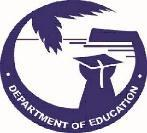 • DEPARTMENT OF EDUCATION •